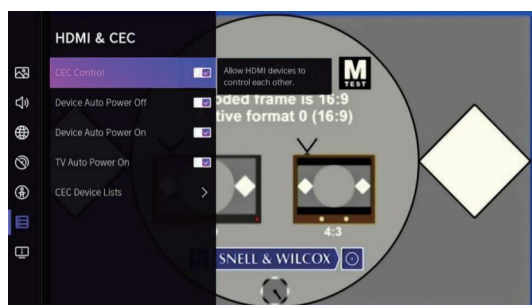 HDMI & CEC
CEC Control
Allow HDMI devices to
control each other.
M
TEST
Device Auto Power Off
oded frame is 16:9
tive format 0 (16:9)
Device Auto Power On
TV Auto Power On
CEC Device Lists
4:3
SNELL & WILCOX